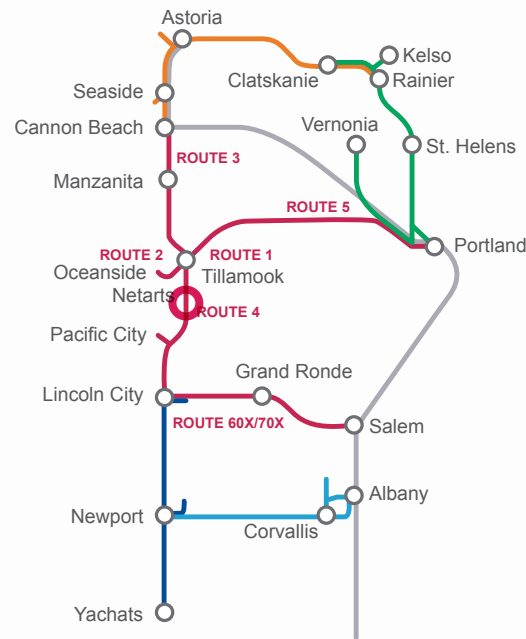 Astoria
Kelso
Clatskanie
Rainier
Seaside
Vernonia
Cannon Beach
St. Helens
ROUTE 3
Manzanita
ROUTE 5
Portland
ROUTE 2
ROUTE 1
Oceanside
Tillamook
Netarts
ROUTE 4
Pacific City
Grand Ronde
Lincoln City
ROUTE 60X/70X
Salem
Albany
Newport
Corvallis
Yachats